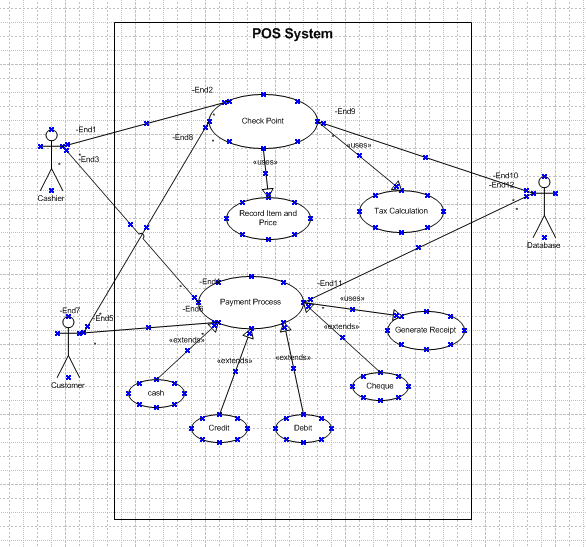 POS System
-End2
-End9
Check Point
-End1
-End8
«uses»
«uses»
-End3
-End10
-End12
Cashier
Record Item and
Price
Tax Calculation
Database
-End11
Payment Process
«uses»
-End7
-End5
-End6
Generate Receipt
«extends»
«extends»
«extends»
«extends»
Customer
cash
Cheque
Credit
Debit